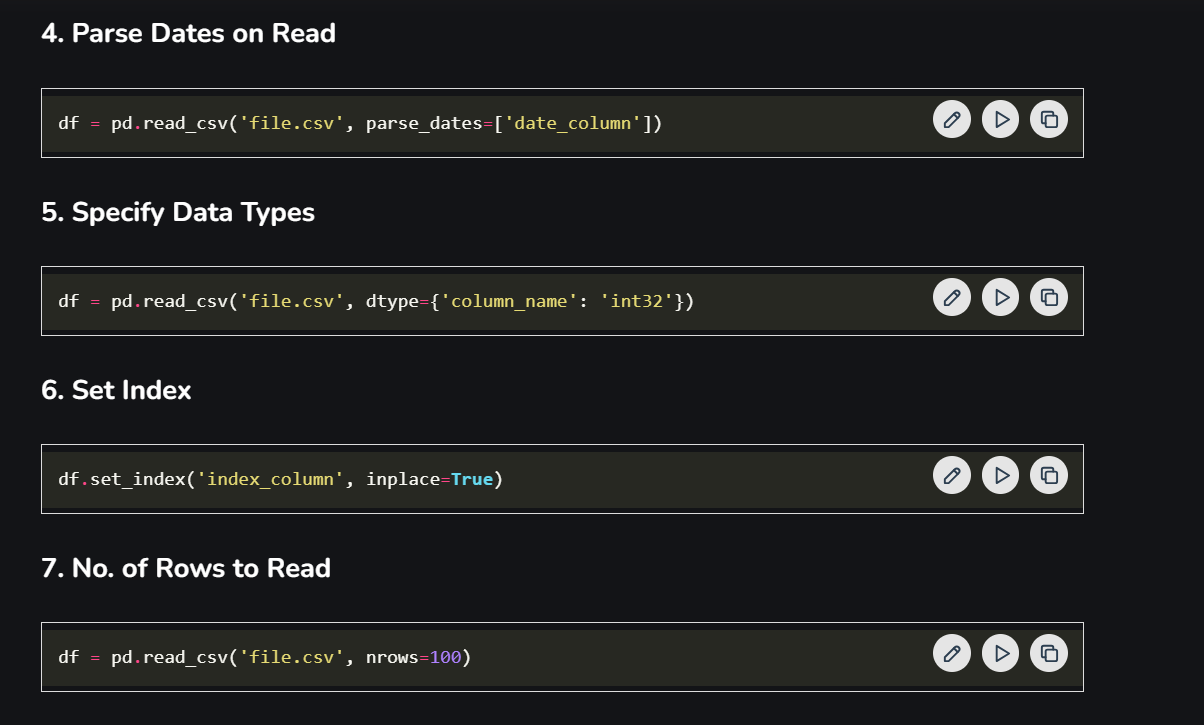 4. Parse Dates on Read
df = pd.read_csv('file.csv', parse_dates=['date_column'])
5. Specify Data Types
df = pd.read_csv('file.csv', dtype={'column_name': 'int32'})
6. Set Index
df.set_index('index_column', inplace=True)
7. No. of Rows to Read
df = pd.read_csv('file.csv', nrows=100)